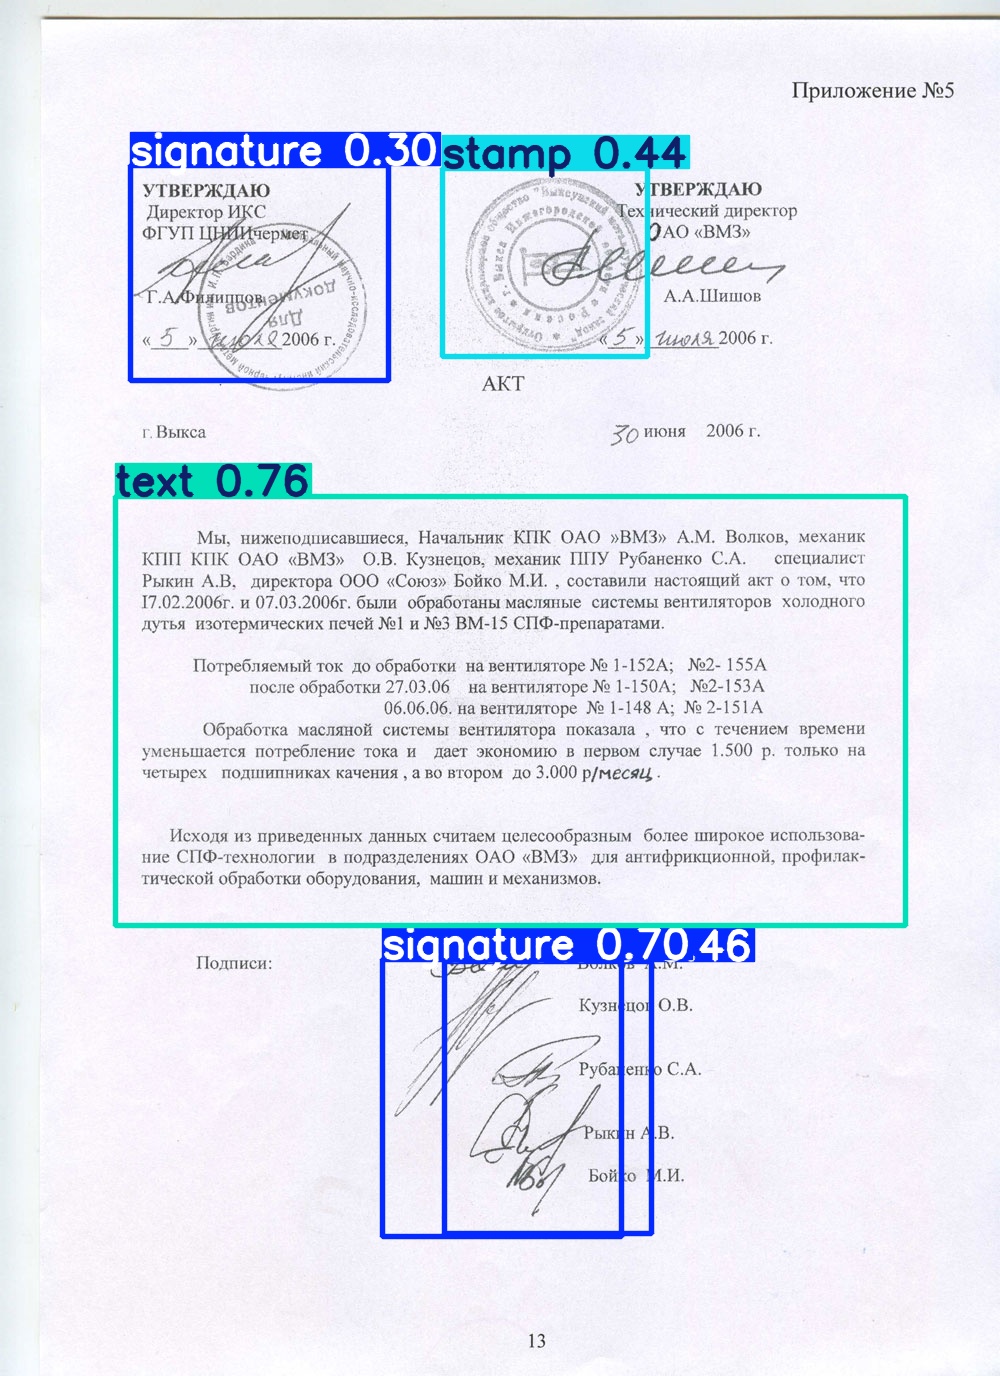 Приложение №5
signature 0.30
stamp 0.44
УТВЕРЖДАЮ
Директор ИКС
ФГУП ЦНИИчермет
Г.А.Филиппов
« 5 » июля 2006 г.
Для документов
УТВЕРЖДАЮ
Технический директор
ОАО «ВМЗ»
А.А.Шишов
« 5 » июля 2006 г.
АКТ
г. Выкса
30 июня 2006 г.
text 0.76
Мы, нижеподписавшиеся, Начальник КПК ОАО »ВМЗ» А.М. Волков, механик
КПП КПК ОАО «ВМЗ» О.В. Кузнецов, механик ППУ Рубаненко С.А. специалист
Рыкин А.В, директора ООО «Союз» Бойко М.И. , составили настоящий акт о том, что
I7.02.2006г. и 07.03.2006г. были обработаны масляные системы вентиляторов холодного
дутья изотермических печей №1 и №3 ВМ-15 СПФ-препаратами.
Потребляемый ток до обработки на вентиляторе № 1-152А; №2- 155А
после обработки 27.03.06 на вентиляторе № 1-150А; №2-153А
06.06.06. на вентиляторе № 1-148 А; № 2-151А
Обработка масляной системы вентилятора показала , что с течением времени
уменьшается потребление тока и дает экономию в первом случае 1.500 р. только на
четырех подшипниках качения , а во втором до 3.000 р/месяц .
Исходя из приведенных данных считаем целесообразным более широкое использова-
ние СПФ-технологии в подразделениях ОАО «ВМЗ» для антифрикционной, профилак-
тической обработки оборудования, машин и механизмов.
signature 0.70
.46
Подписи:
Волков А.М.
Кузнецов О.В.
Рубаненко С.А.
Рыкин А.В.
Бойко М.И.
13